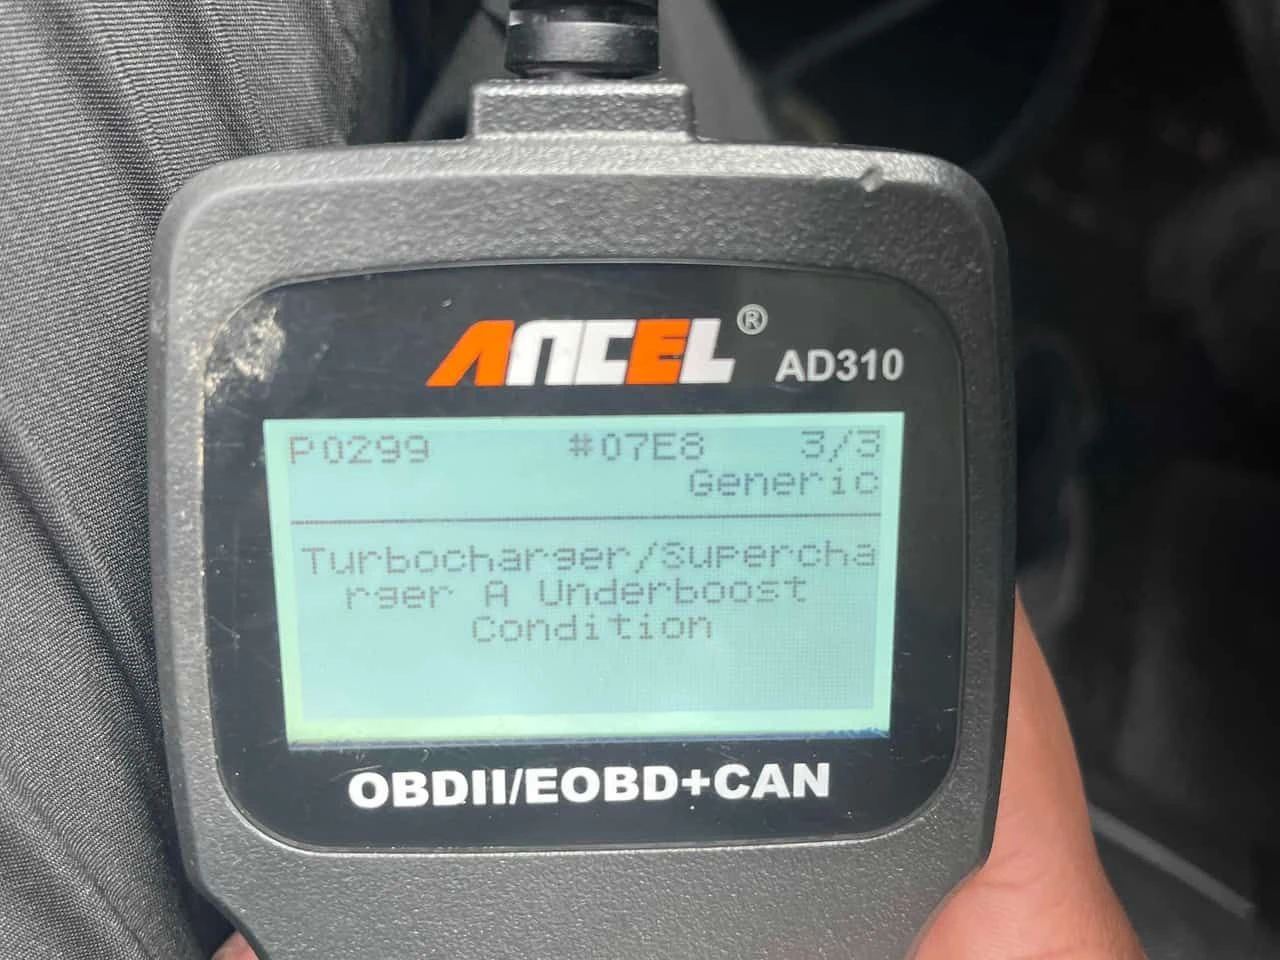 ANCEL®
AD310
P0299 #07E8 3/3
Generic
Turbocharger/Supercha
rger A Underboost
Condition
OBDII/EOBD+CAN